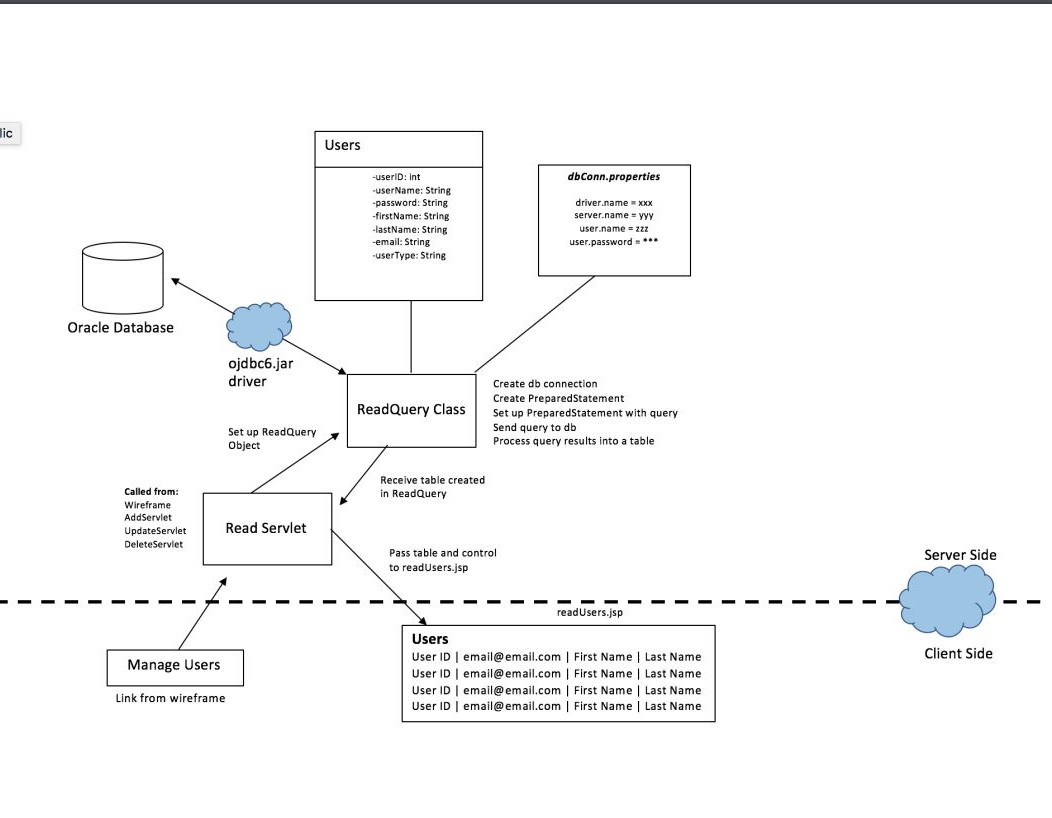 lic
Users
-userID: int
-userName: String
-password: String
-firstName: String
-lastName: String
-email: String
-userType: String
dbConn.properties
driver.name = xxx
server.name = yyy
user.name = zzz
user.password = ***
Oracle Database
ojdbc6.jar
driver
ReadQuery Class
Create db connection
Create PreparedStatement
Set up PreparedStatement with query
Send query to db
Process query results into a table
Set up ReadQuery
Object
Receive table created
in ReadQuery
Called from:
Wireframe
AddServlet
UpdateServlet
DeleteServlet
Read Servlet
Pass table and control
to readUsers.jsp
Server Side
Client Side
readUsers.jsp
Manage Users
Link from wireframe
Users
User ID | email@email.com | First Name | Last Name
User ID | email@email.com | First Name | Last Name
User ID | email@email.com | First Name | Last Name
User ID | email@email.com | First Name | Last Name